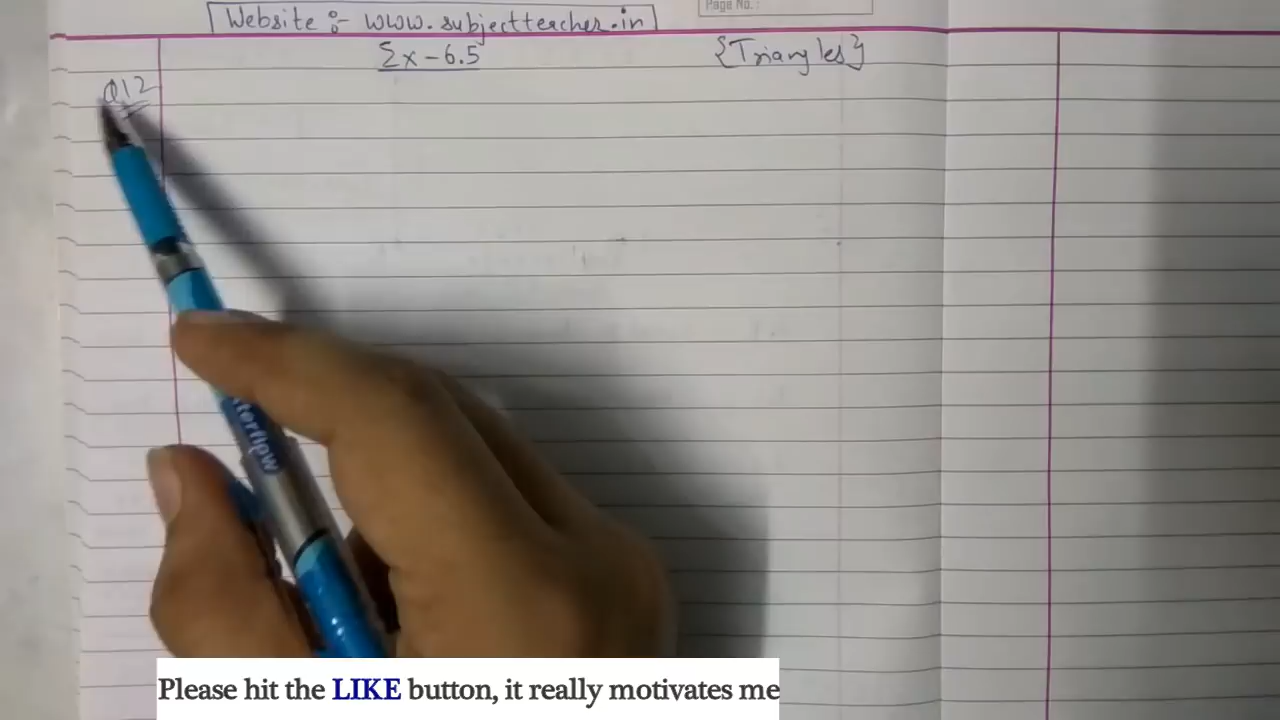 Page No.:
Website :- www.subjectteacher.in
Ex-6.5 {Triangles}
Q12
Please hit the LIKE button, it really motivates me